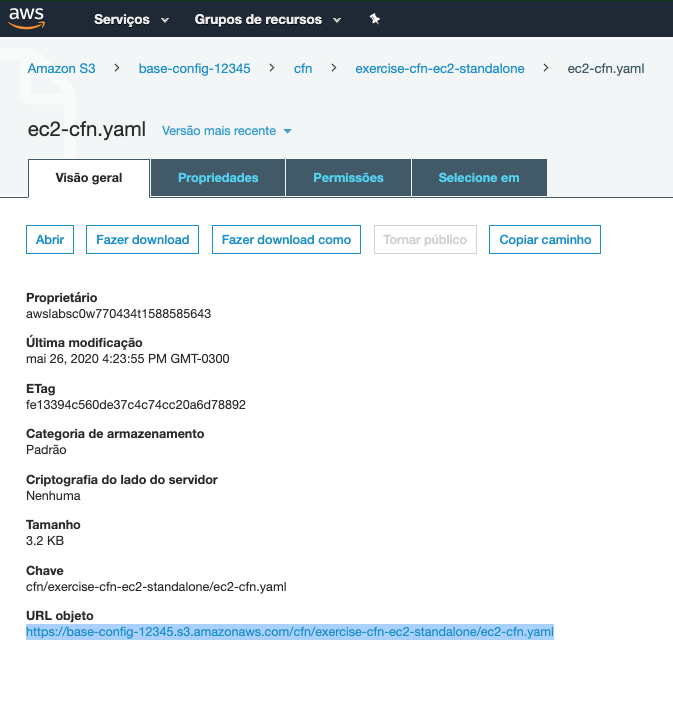 aws
Serviços
Grupos de recursos
Amazon S3 > base-config-12345 > cfn > exercise-cfn-ec2-standalone > ec2-cfn.yaml
ec2-cfn.yaml Versão mais recente
Visão geral
Propriedades
Permissões
Selecione em
Abrir
Fazer download
Fazer download como
Tornar público
Copiar caminho
Proprietário
awslabsc0w770434t1588585643
Última modificação
mai 26, 2020 4:23:55 PM GMT-0300
ETag
fe13394c560de37c4c74cc20a6d78892
Categoria de armazenamento
Padrão
Criptografia do lado do servidor
Nenhuma
Tamanho
3.2 KB
Chave
cfn/exercise-cfn-ec2-standalone/ec2-cfn.yaml
URL objeto
https://base-config-12345.s3.amazonaws.com/cfn/exercise-cfn-ec2-standalone/ec2-cfn.yaml